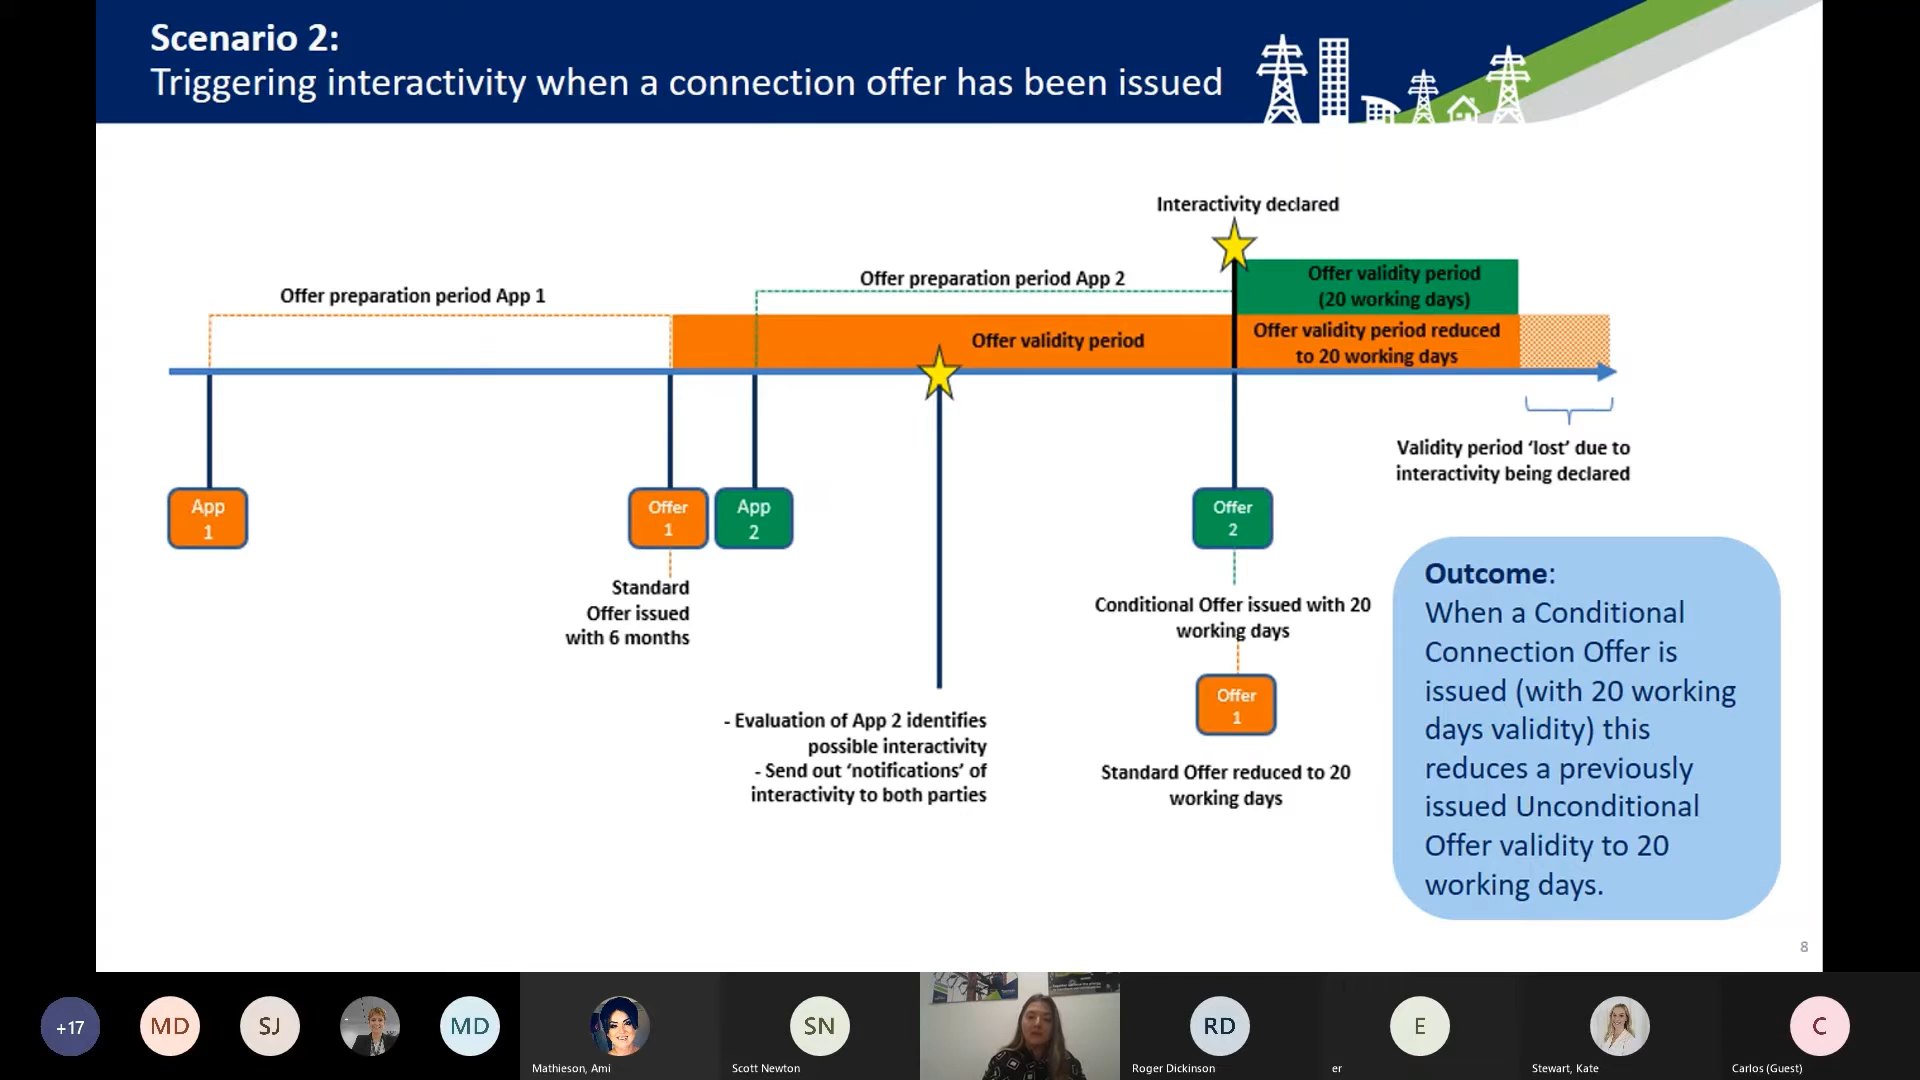 Scenario 2:
Triggering interactivity when a connection offer has been issued
Interactivity declared
Offer preparation period App 1
Offer preparation period App 2
Offer validity period
(20 working days)
Offer validity period
Offer validity period reduced
to 20 working days
Validity period ‘lost’ due to
interactivity being declared
App
1
Offer
1
App
2
Offer
2
Standard
Offer issued
with 6 months
Conditional Offer issued with 20
working days
Offer
1
- Evaluation of App 2 identifies
possible interactivity
- Send out ‘notifications’ of
interactivity to both parties
Standard Offer reduced to 20
working days
Outcome:
When a Conditional
Connection Offer is
issued (with 20 working
days validity) this
reduces a previously
issued Unconditional
Offer validity to 20
working days.
8
+17
MD
SJ
MD
Mathieson, Ami
SN
Scott Newton
RD
Roger Dickinson
E
er
Stewart, Kate
C
Carlos (Guest)